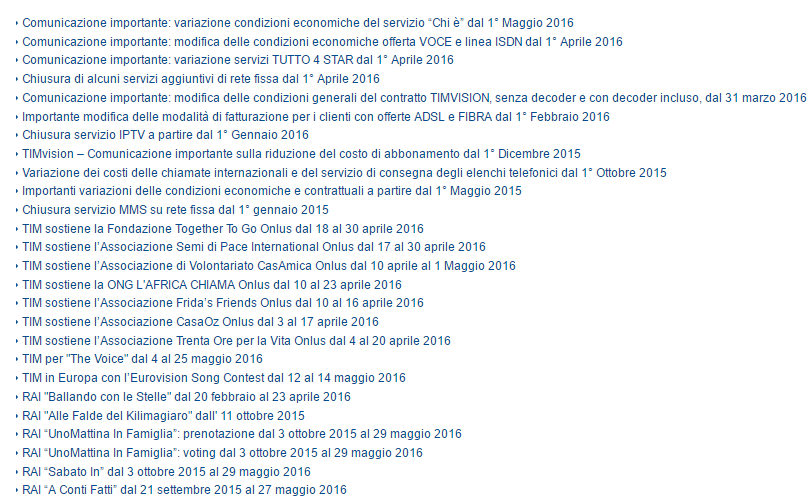 Comunicazione importante: variazione condizioni economiche del servizio “Chi è” dal 1° Maggio 2016
Comunicazione importante: modifica delle condizioni economiche offerta VOCE e linea ISDN dal 1° Aprile 2016
Comunicazione importante: variazione servizi TUTTO 4 STAR dal 1° Aprile 2016
Chiusura di alcuni servizi aggiuntivi di rete fissa dal 1° Aprile 2016
Comunicazione importante: modifica delle condizioni generali del contratto TIMVISION, senza decoder e con decoder incluso, dal 31 marzo 2016
Importante modifica delle modalità di fatturazione per i clienti con offerte ADSL e FIBRA dal 1° Febbraio 2016
Chiusura servizio IPTV a partire dal 1° Gennaio 2016
TIMvision – Comunicazione importante sulla riduzione del costo di abbonamento dal 1° Dicembre 2015
Variazione dei costi delle chiamate internazionali e del servizio di consegna degli elenchi telefonici dal 1° Ottobre 2015
Importanti variazioni delle condizioni economiche e contrattuali a partire dal 1° Maggio 2015
Chiusura servizio MMS su rete fissa dal 1° gennaio 2015
TIM sostiene la Fondazione Together To Go Onlus dal 18 al 30 aprile 2016
TIM sostiene l’Associazione Semi di Pace International Onlus dal 17 al 30 aprile 2016
TIM sostiene l’Associazione di Volontariato CasAmica Onlus dal 10 aprile al 1 Maggio 2016
TIM sostiene la ONG L'AFRICA CHIAMA Onlus dal 10 al 23 aprile 2016
TIM sostiene l’Associazione Frida’s Friends Onlus dal 10 al 16 aprile 2016
TIM sostiene l’Associazione CasaOz Onlus dal 3 al 17 aprile 2016
TIM sostiene l’Associazione Trenta Ore per la Vita Onlus dal 4 al 20 aprile 2016
TIM per "The Voice" dal 4 al 25 maggio 2016
TIM in Europa con l’Eurovision Song Contest dal 12 al 14 maggio 2016
RAI "Ballando con le Stelle" dal 20 febbraio al 23 aprile 2016
RAI "Alle Falde del Kilimagiaro" dall' 11 ottobre 2015
RAI “UnoMattina In Famiglia”: prenotazione dal 3 ottobre 2015 al 29 maggio 2016
RAI “UnoMattina In Famiglia”: voting dal 3 ottobre 2015 al 29 maggio 2016
RAI “Sabato In” dal 3 ottobre 2015 al 29 maggio 2016
RAI “A Conti Fatti” dal 21 settembre 2015 al 27 maggio 2016